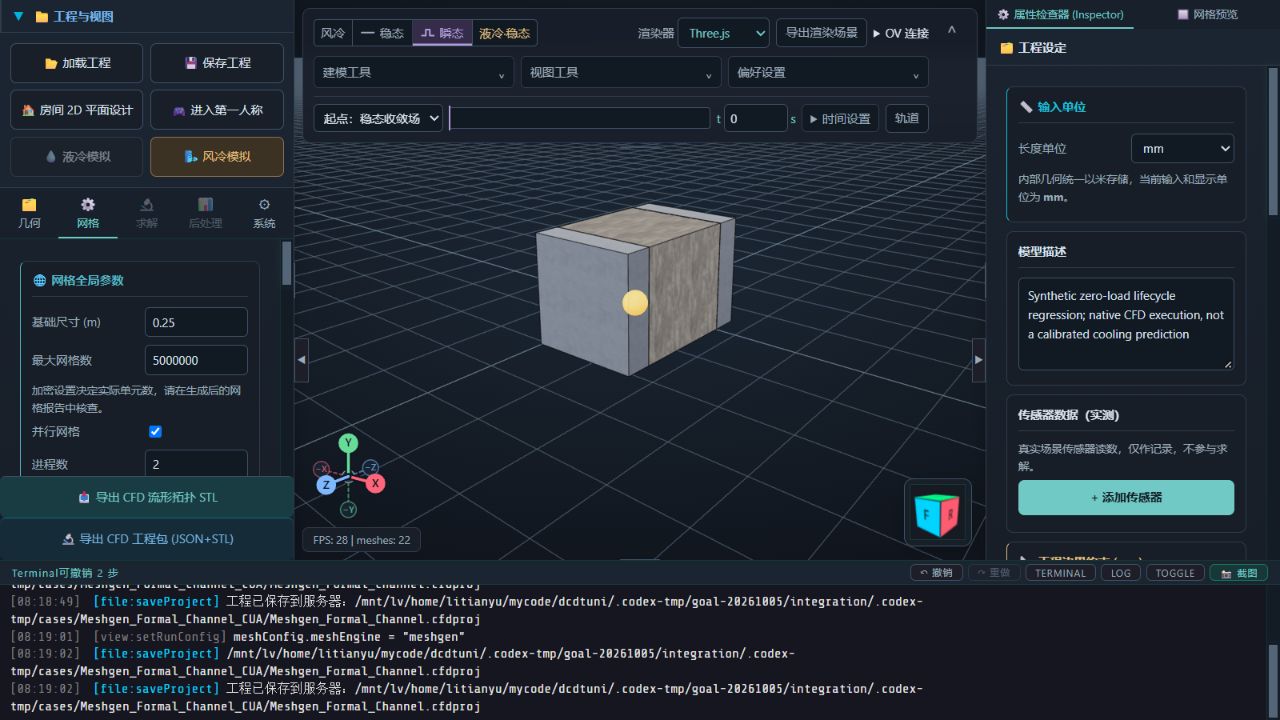 ▼ 工程与视图
加载工程
保存工程
房间 2D 平面设计
进入第一人称
液冷模拟
风冷模拟
几何
网格
求解
后处理
系统
网格全局参数
基础尺寸 (m)
0.25
最大网格数
5000000
加密设置决定实际单元数，请在生成后的网
格报告中核查。
并行网格
进程数
2
导出 CFD 流形拓扑 STL
导出 CFD 工程包 (JSON+STL)
风冷
稳态
瞬态
液冷·稳态
渲染器
Three.js
导出渲染场景
▶ OV 连接
建模工具
视图工具
偏好设置
起点：稳态收敛场
t
0
s
▶ 时间设置
轨道
Y
-X
-Z
Z
X
-Y
F
R
FPS: 28 | meshes: 22
属性检查器 (Inspector)
网格预览
工程设定
输入单位
长度单位
mm
内部几何统一以米存储，当前输入和显示单
位为 mm。
模型描述
Synthetic zero-load lifecycle
regression; native CFD execution, not
a calibrated cooling prediction
传感器数据（实测）
真实场景传感器读数，仅作记录，不参与求
解。
+ 添加传感器
Terminal可撤销 2 步
↶ 撤销
↷ 重做
TERMINAL
LOG
TOGGLE
截图
tmp/cases/Meshgen_Formal_Channel_CUA/Meshgen_Formal_Channel.cfdproj
[08:18:49] [file:saveProject] 工程已保存到服务器：/mnt/lv/home/litianyu/mycode/dcdtuni/.codex-tmp/goal-20261005/integration/.codex-
tmp/cases/Meshgen_Formal_Channel_CUA/Meshgen_Formal_Channel.cfdproj
[08:19:01] [view:setRunConfig] meshConfig.meshEngine = "meshgen"
[08:19:02] [file:saveProject] /mnt/lv/home/litianyu/mycode/dcdtuni/.codex-tmp/goal-20261005/integration/.codex-
tmp/cases/Meshgen_Formal_Channel_CUA/Meshgen_Formal_Channel.cfdproj
[08:19:02] [file:saveProject] 工程已保存到服务器：/mnt/lv/home/litianyu/mycode/dcdtuni/.codex-tmp/goal-20261005/integration/.codex-
tmp/cases/Meshgen_Formal_Channel_CUA/Meshgen_Formal_Channel.cfdproj